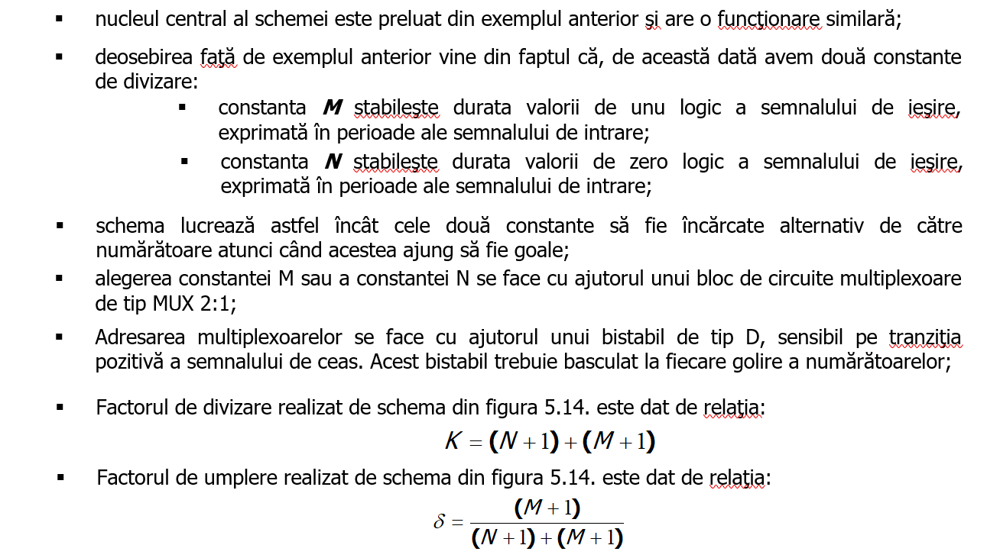 ▪ nucleul central al schemei este preluat din exemplul anterior şi are o funcţionare similară;
▪ deosebirea faţă de exemplul anterior vine din faptul că, de această dată avem două constante
de divizare:
▪ constanta M stabileşte durata valorii de unu logic a semnalului de ieşire,
exprimată în perioade ale semnalului de intrare;
▪ constanta N stabileşte durata valorii de zero logic a semnalului de ieşire,
exprimată în perioade ale semnalului de intrare;
▪ schema lucrează astfel încât cele două constante să fie încărcate alternativ de către
numărătoare atunci când acestea ajung să fie goale;
▪ alegerea constantei M sau a constantei N se face cu ajutorul unui bloc de circuite multiplexoare
de tip MUX 2:1;
▪ Adresarea multiplexoarelor se face cu ajutorul unui bistabil de tip D, sensibil pe tranziţia
pozitivă a semnalului de ceas. Acest bistabil trebuie basculat la fiecare golire a numărătoarelor;
▪ Factorul de divizare realizat de schema din figura 5.14. este dat de relaţia:
K = (N + 1) + (M + 1)
▪ Factorul de umplere realizat de schema din figura 5.14. este dat de relaţia:
(M + 1)
δ =
(N + 1) + (M + 1)